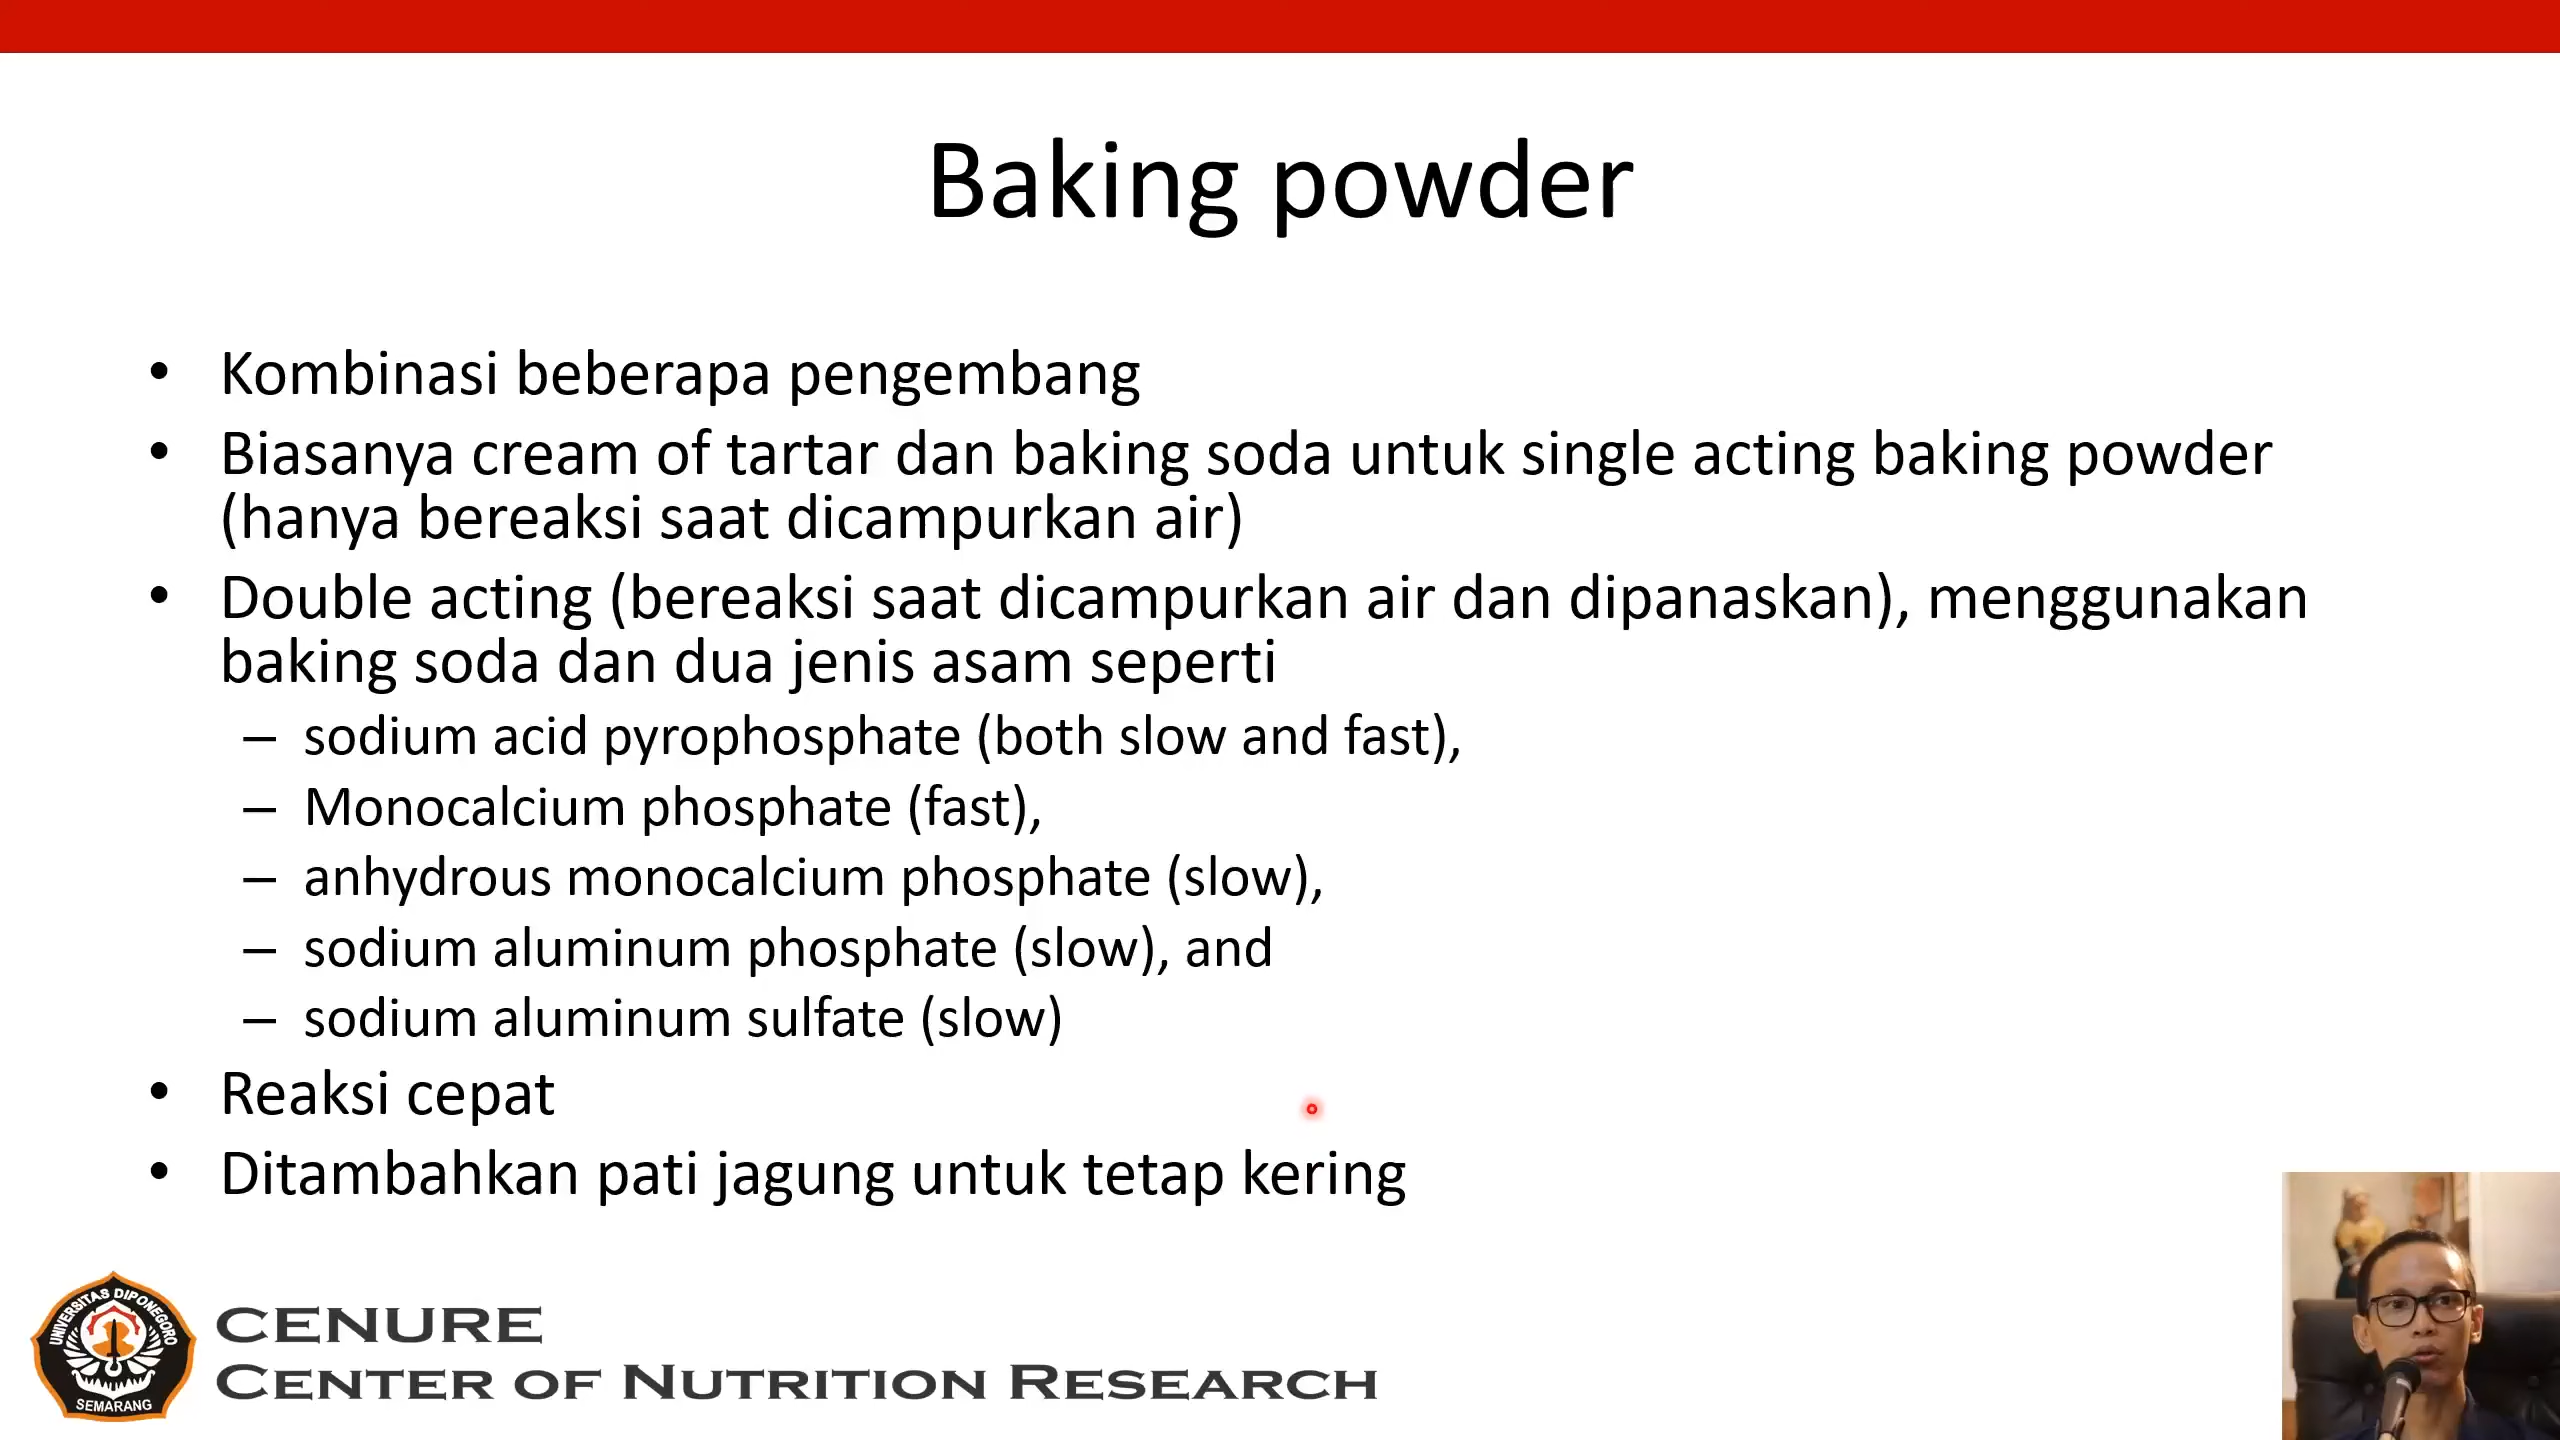 Baking powder
• Kombinasi beberapa pengembang
• Biasanya cream of tartar dan baking soda untuk single acting baking powder
(hanya bereaksi saat dicampurkan air)
• Double acting (bereaksi saat dicampurkan air dan dipanaskan), menggunakan
baking soda dan dua jenis asam seperti
– sodium acid pyrophosphate (both slow and fast),
– Monocalcium phosphate (fast),
– anhydrous monocalcium phosphate (slow),
– sodium aluminum phosphate (slow), and
– sodium aluminum sulfate (slow)
• Reaksi cepat
• Ditambahkan pati jagung untuk tetap kering
UNIVERSITAS DIPONEGORO
SEMARANG
CENURE
CENTER OF NUTRITION RESEARCH